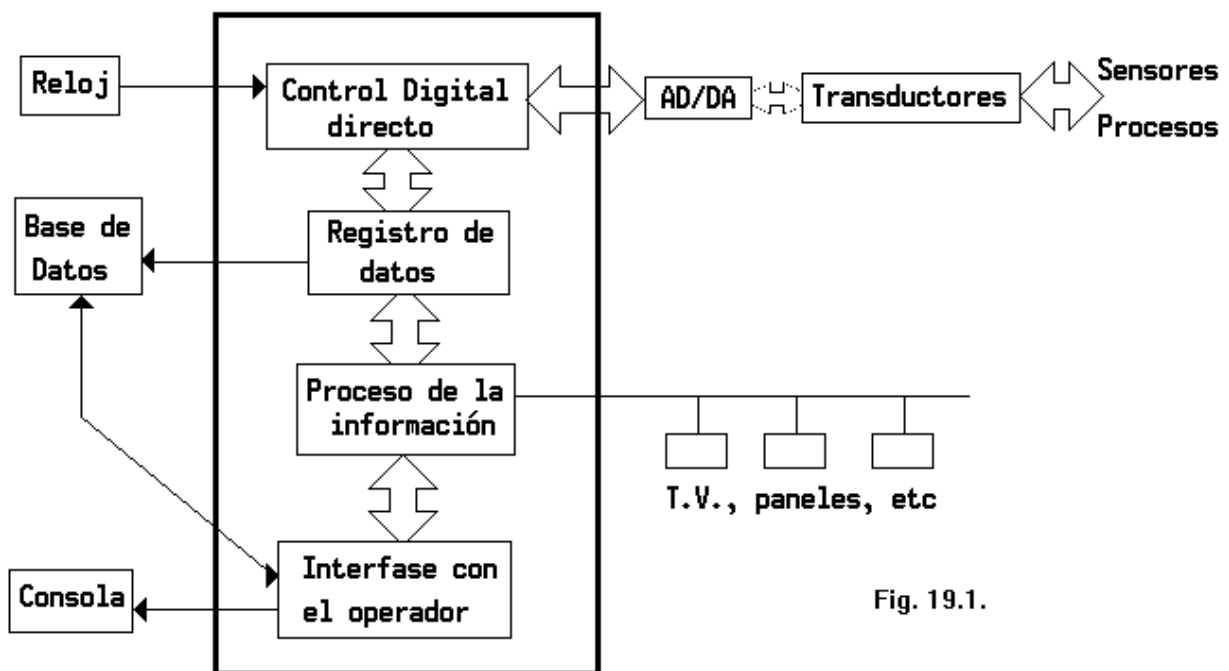 Reloj
Control Digital
directo
AD/DA
Transductores
Sensores
Procesos
Base de
Datos
Registro de
datos
Proceso de la
información
T.V., paneles, etc
Consola
Interfase con
el operador
Fig. 19.1.